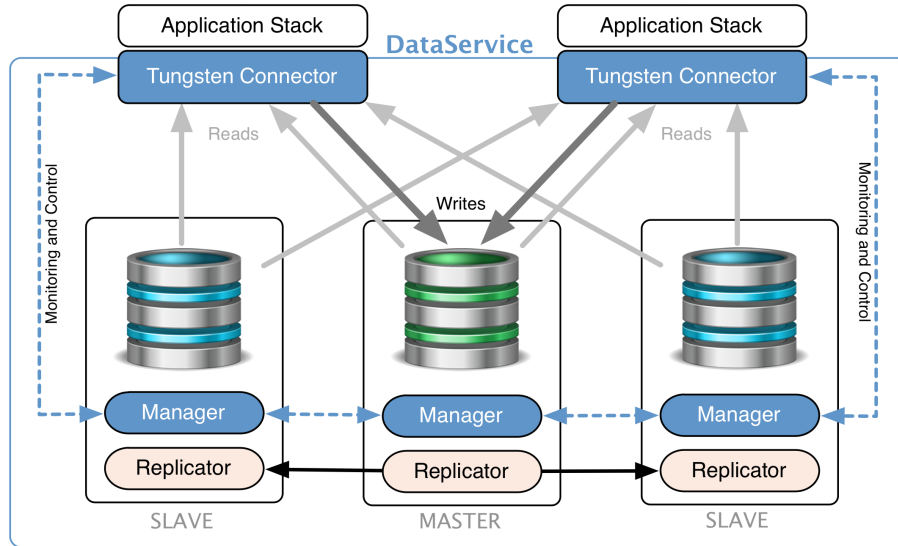 Application Stack
Application Stack
DataService
Tungsten Connector
Tungsten Connector
Reads
Reads
Monitoring and Control
Monitoring and Control
Writes
Manager
Manager
Manager
Replicator
Replicator
Replicator
SLAVE
MASTER
SLAVE